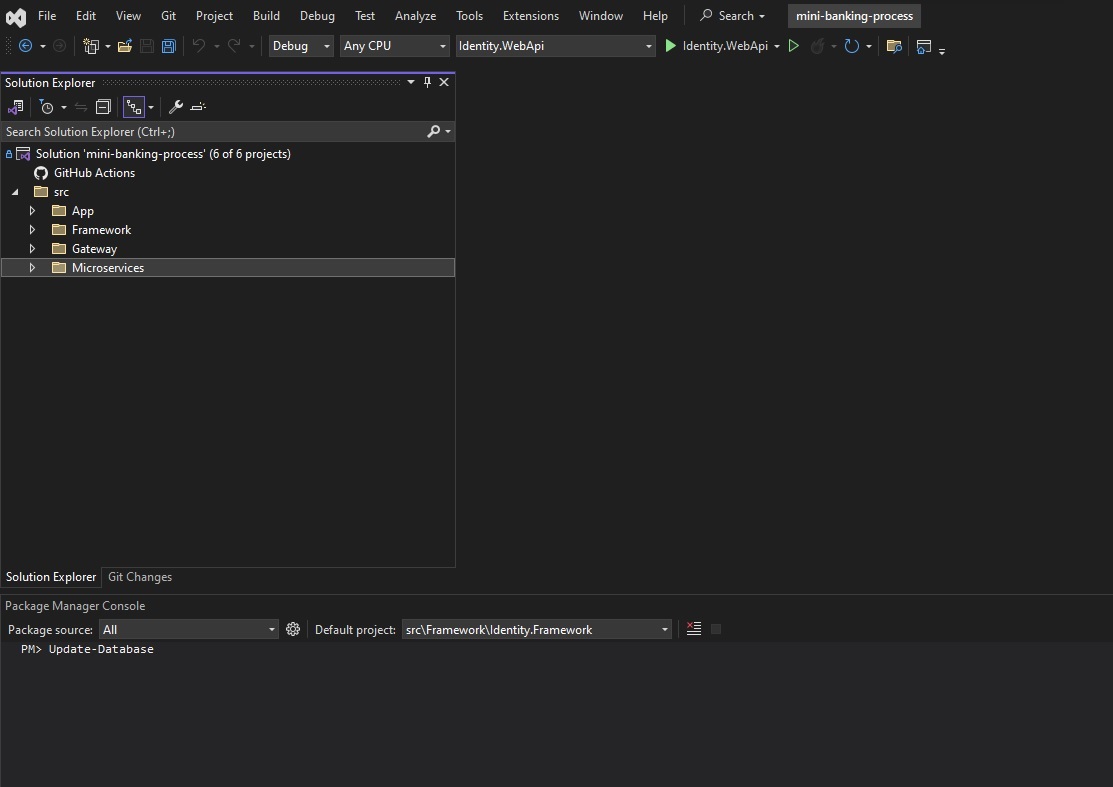 File Edit View Git Project Build Debug Test Analyze Tools Extensions Window Help Search mini-banking-process
Debug Any CPU Identity.WebApi Identity.WebApi
Solution Explorer
Search Solution Explorer (Ctrl+;)
Solution 'mini-banking-process' (6 of 6 projects)
GitHub Actions
src
App
Framework
Gateway
Microservices
Solution Explorer Git Changes
Package Manager Console
Package source: All Default project: src\Framework\Identity.Framework
PM> Update-Database